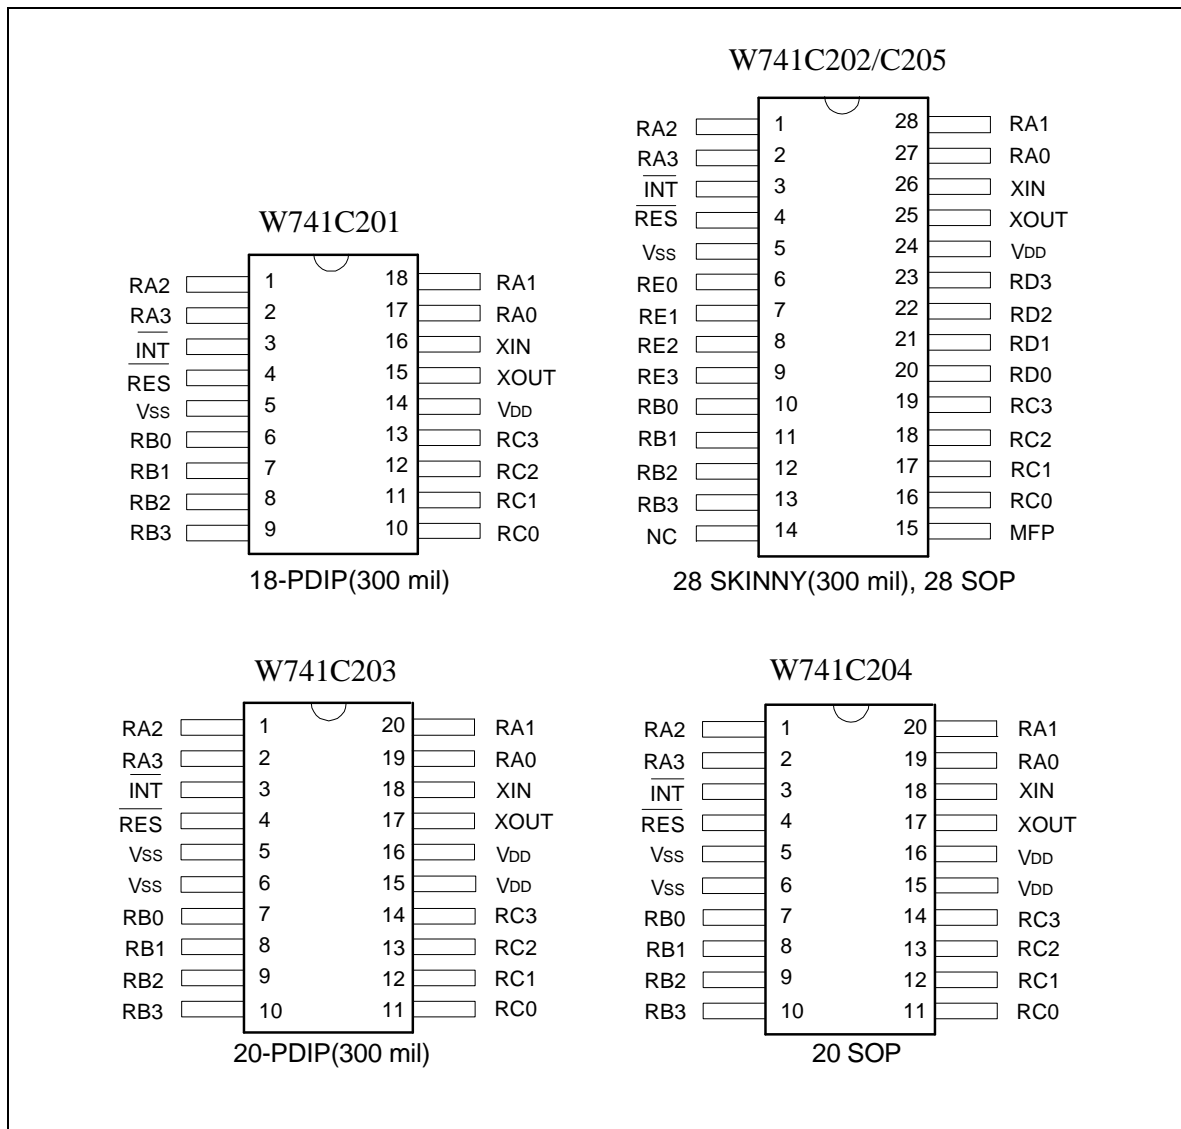 W741C202/C205
RA2 1 28 RA1
RA3 2 27 RA0
INT 3 26 XIN
RES 4 25 XOUT
VSS 5 24 VDD
RE0 6 23 RD3
RE1 7 22 RD2
RE2 8 21 RD1
RE3 9 20 RD0
RB0 10 19 RC3
RB1 11 18 RC2
RB2 12 17 RC1
RB3 13 16 RC0
NC 14 15 MFP
28 SKINNY(300 mil), 28 SOP
W741C201
RA2 1 18 RA1
RA3 2 17 RA0
INT 3 16 XIN
RES 4 15 XOUT
VSS 5 14 VDD
RB0 6 13 RC3
RB1 7 12 RC2
RB2 8 11 RC1
RB3 9 10 RC0
18-PDIP(300 mil)
W741C203
RA2 1 20 RA1
RA3 2 19 RA0
INT 3 18 XIN
RES 4 17 XOUT
VSS 5 16 VDD
VSS 6 15 VDD
RB0 7 14 RC3
RB1 8 13 RC2
RB2 9 12 RC1
RB3 10 11 RC0
20-PDIP(300 mil)
W741C204
RA2 1 20 RA1
RA3 2 19 RA0
INT 3 18 XIN
RES 4 17 XOUT
VSS 5 16 VDD
VSS 6 15 VDD
RB0 7 14 RC3
RB1 8 13 RC2
RB2 9 12 RC1
RB3 10 11 RC0
20 SOP